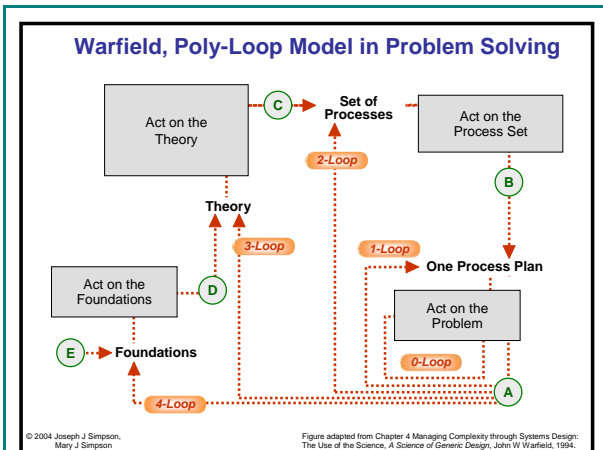 Warfield, Poly-Loop Model in Problem Solving
Act on the
Theory
C
Set of
Processes
Act on the
Process Set
2-Loop
B
Theory
3-Loop
1-Loop
One Process Plan
Act on the
Foundations
D
Act on the
Problem
E
Foundations
0-Loop
A
4-Loop
© 2004 Joseph J Simpson,
Mary J Simpson
Figure adapted from Chapter 4 Managing Complexity through Systems Design:
The Use of the Science, A Science of Generic Design, John W Warfield, 1994.